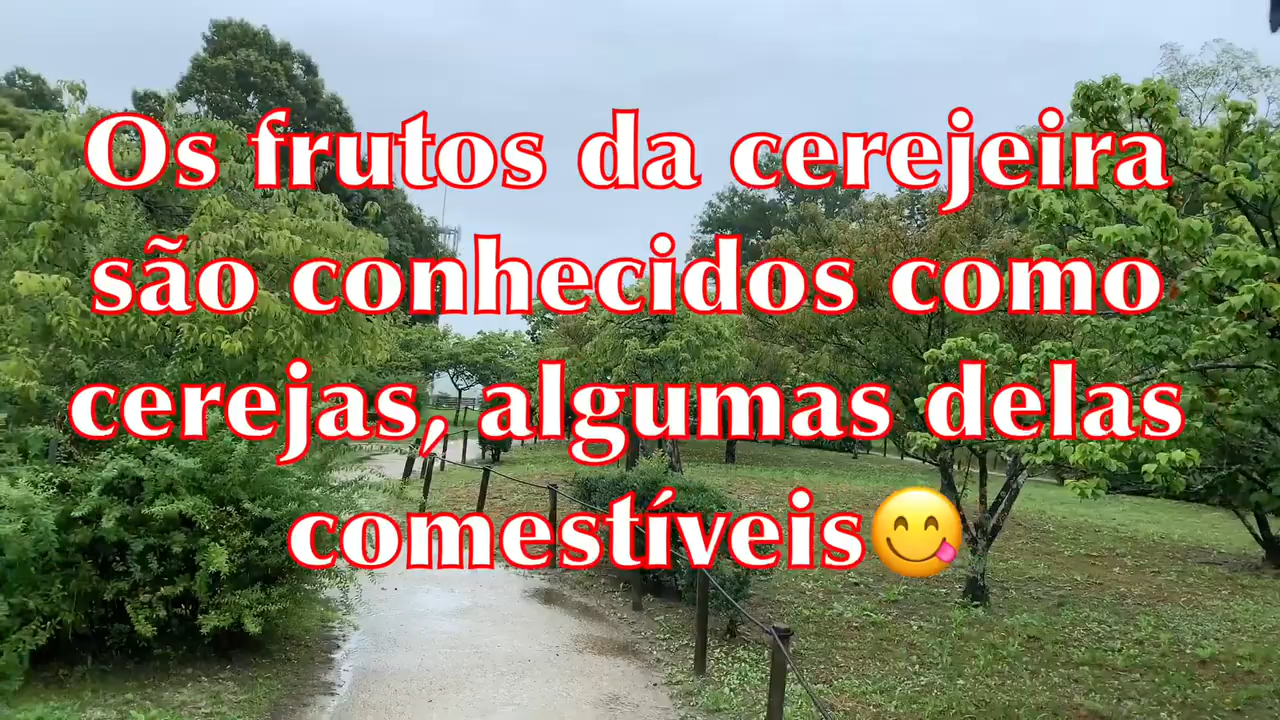 Os frutos da cerejeira
são conhecidos como
cerejas, algumas delas
comestíveis😋